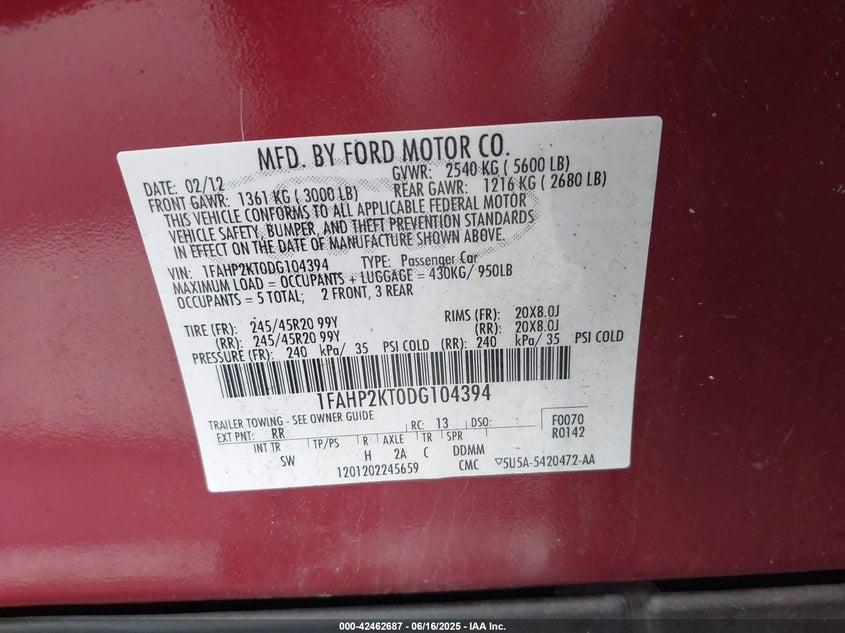 MFD. BY FORD MOTOR CO.
DATE: 02/12 GVWR: 2540 KG ( 5600 LB)
FRONT GAWR: 1361 KG ( 3000 LB) REAR GAWR: 1216 KG ( 2680 LB)
THIS VEHICLE CONFORMS TO ALL APPLICABLE FEDERAL MOTOR
VEHICLE SAFETY, BUMPER, AND THEFT PREVENTION STANDARDS
IN EFFECT ON THE DATE OF MANUFACTURE SHOWN ABOVE.
VIN: 1FAHP2KT0DG104394 TYPE: Passenger Car
MAXIMUM LOAD = OCCUPANTS + LUGGAGE = 430KG/ 950LB
OCCUPANTS = 5 TOTAL; 2 FRONT, 3 REAR
TIRE (FR): 245/45R20 99Y RIMS (FR): 20X8.0J
(RR): 245/45R20 99Y (RR): 20X8.0J
PRESSURE (FR): 240 kPa/ 35 PSI COLD (RR): 240 kPa/ 35 PSI COLD
1FAHP2KT0DG104394
TRAILER TOWING - SEE OWNER GUIDE
EXT PNT: RR RC: 13 DSO: F0070
R0142
INT TR TP/PS R AXLE TR SPR
SW H 2A C DDMM
1201202245659 CMC ▽5U5A-5420472-AA
000-42462687 - 06/16/2025 - IAA Inc.